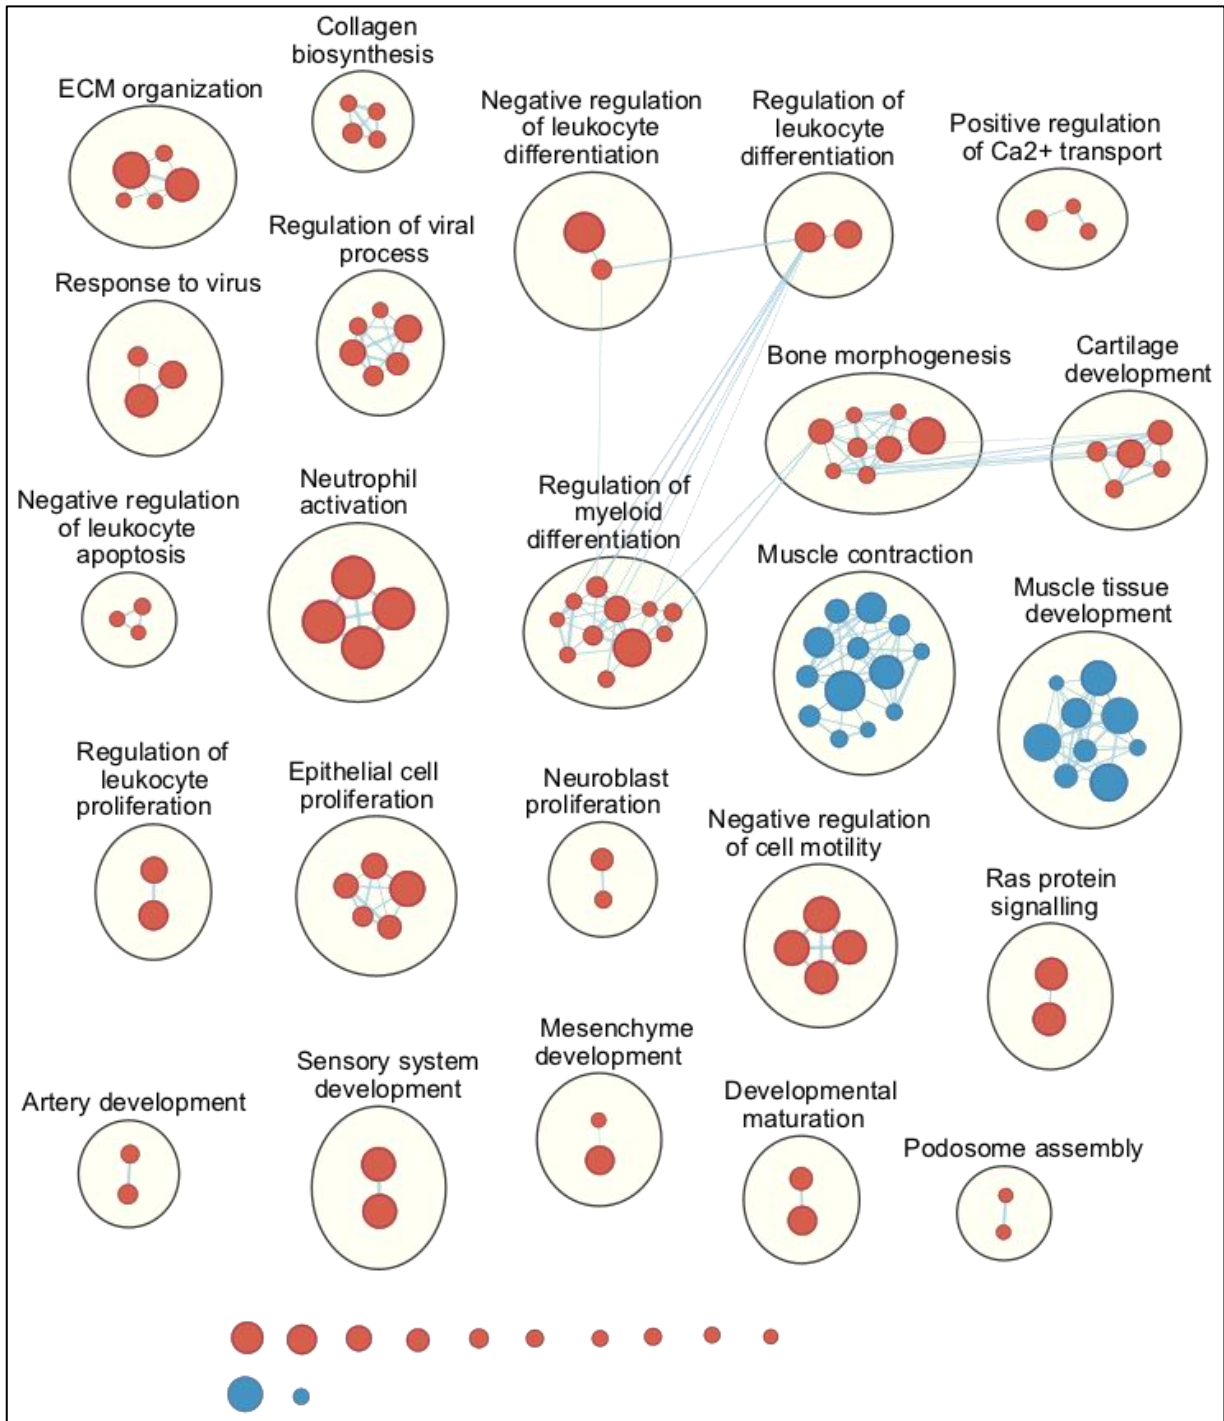 Collagen
biosynthesis
ECM organization
Negative regulation
of leukocyte
differentiation
Regulation of
leukocyte
differentiation
Positive regulation
of Ca2+ transport
Regulation of viral
process
Response to virus
Bone morphogenesis
Cartilage
development
Negative regulation
of leukocyte
apoptosis
Neutrophil
activation
Regulation of
myeloid
differentiation
Muscle contraction
Muscle tissue
development
Regulation of
leukocyte
proliferation
Epithelial cell
proliferation
Neuroblast
proliferation
Negative regulation
of cell motility
Ras protein
signalling
Artery development
Sensory system
development
Mesenchyme
development
Developmental
maturation
Podosome assembly